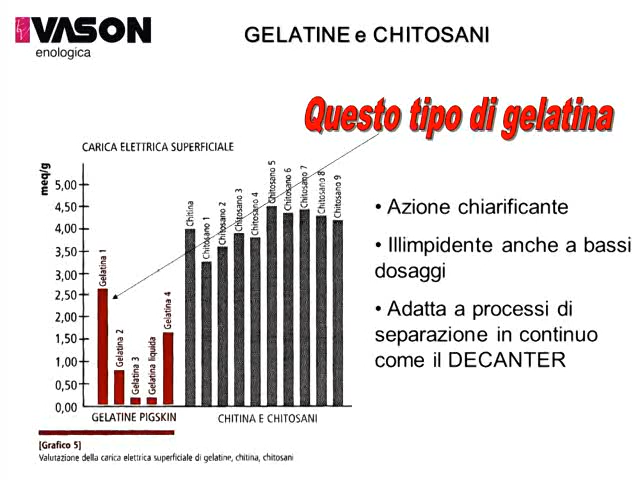 VASON
enologica
GELATINE e CHITOSANI
Questo tipo di gelatina
CARICA ELETTRICA SUPERFICIALE
meq/g
5,00
4,50
4,00
3,50
3,00
2,50
2,00
1,50
1,00
0,50
0,00
Gelatina 1
Gelatina 2
Gelatina 3
Gelatina liquida
Gelatina 4
Chitina
Chitosano 1
Chitosano 2
Chitosano 3
Chitosano 4
Chitosano 5
Chitosano 6
Chitosano 7
Chitosano 8
Chitosano 9
GELATINE PIGSKIN
CHITINA E CHITOSANI
[Grafico 5]
Valutazione della carica elettrica superficiale di gelatine, chitina, chitosani
• Azione chiarificante
• Illimpidente anche a bassi
dosaggi
• Adatta a processi di
separazione in continuo
come il DECANTER